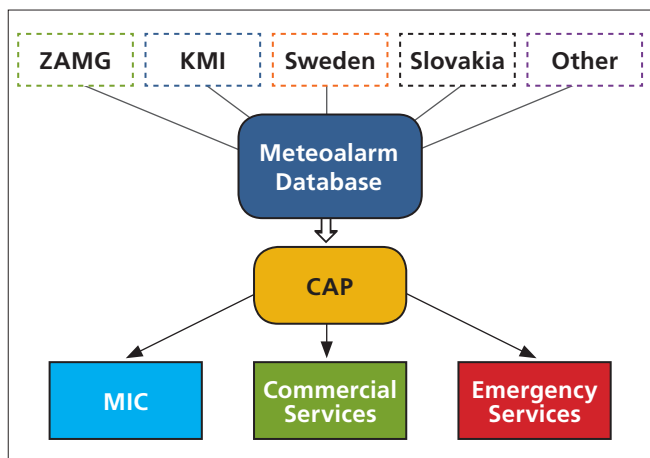 ZAMG
KMI
Sweden
Slovakia
Other
Meteoalarm
Database
CAP
MIC
Commercial
Services
Emergency
Services